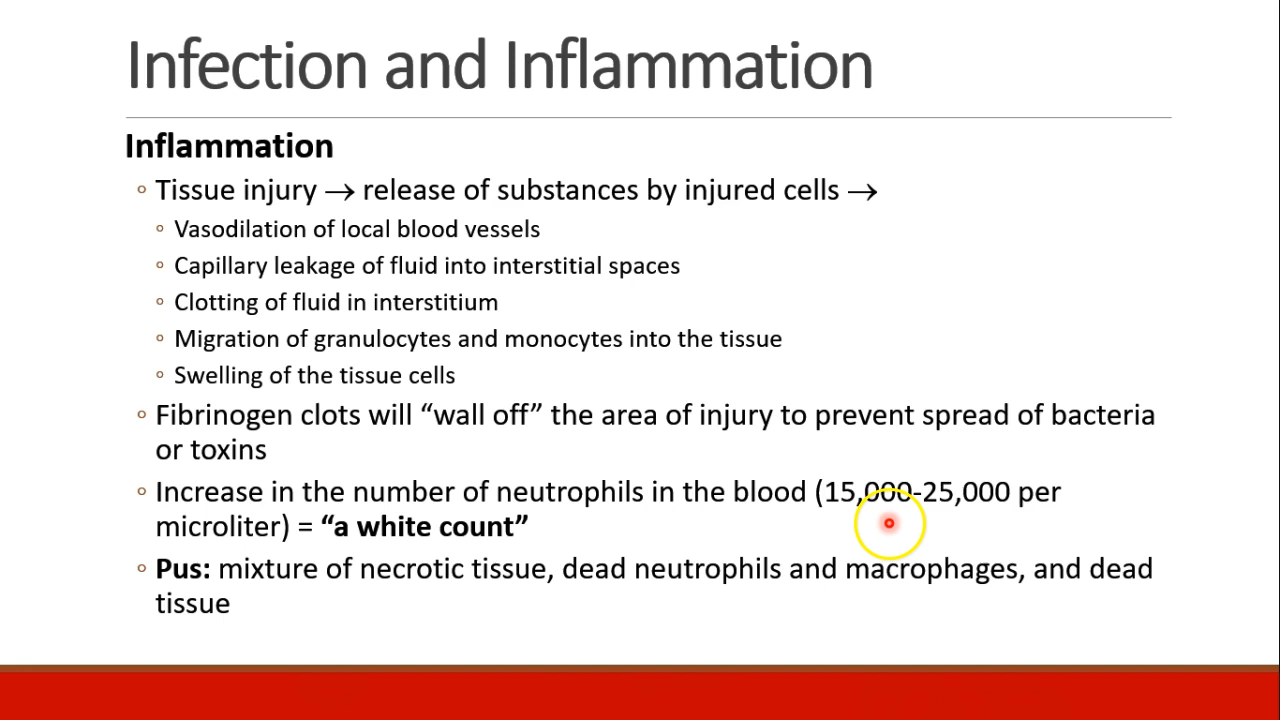 Infection and Inflammation
Inflammation
◦ Tissue injury → release of substances by injured cells →
◦ Vasodilation of local blood vessels
◦ Capillary leakage of fluid into interstitial spaces
◦ Clotting of fluid in interstitium
◦ Migration of granulocytes and monocytes into the tissue
◦ Swelling of the tissue cells
◦ Fibrinogen clots will “wall off” the area of injury to prevent spread of bacteria
or toxins
◦ Increase in the number of neutrophils in the blood (15,000-25,000 per
microliter) = “a white count”
◦ Pus: mixture of necrotic tissue, dead neutrophils and macrophages, and dead
tissue